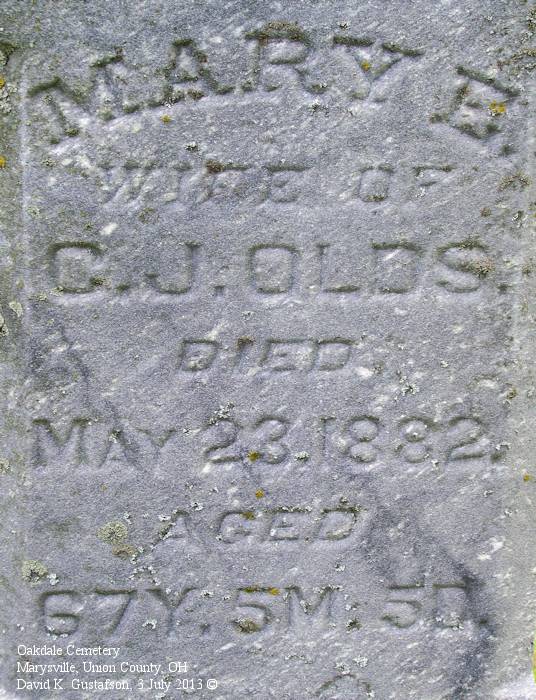 MARY E
WIFE OF
C. J. OLDS.
DIED
MAY 23, 1882.
AGED
67Y. 5M. 5D.
Oakdale Cemetery
Marysville, Union County, OH
David K. Gustafson, 3 July 2013 ©